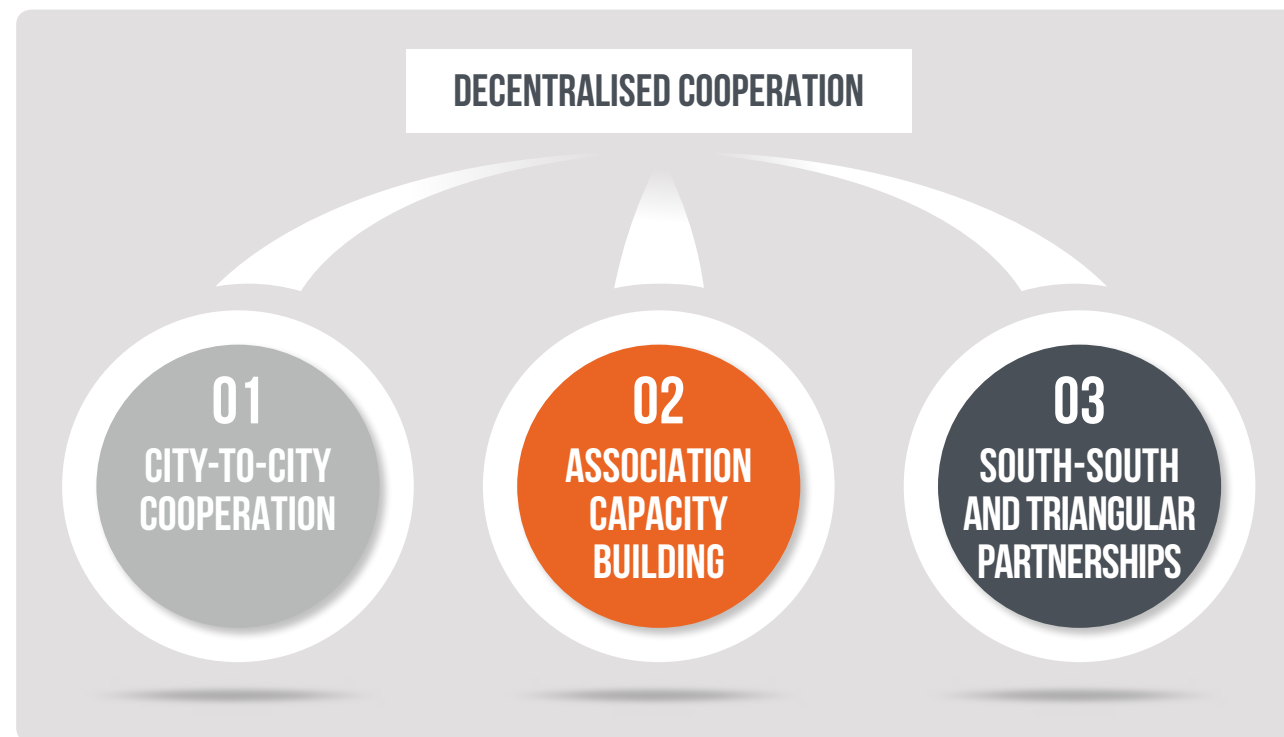 DECENTRALISED COOPERATION
01
CITY-TO-CITY
COOPERATION
02
ASSOCIATION
CAPACITY
BUILDING
03
SOUTH-SOUTH
AND TRIANGULAR
PARTNERSHIPS